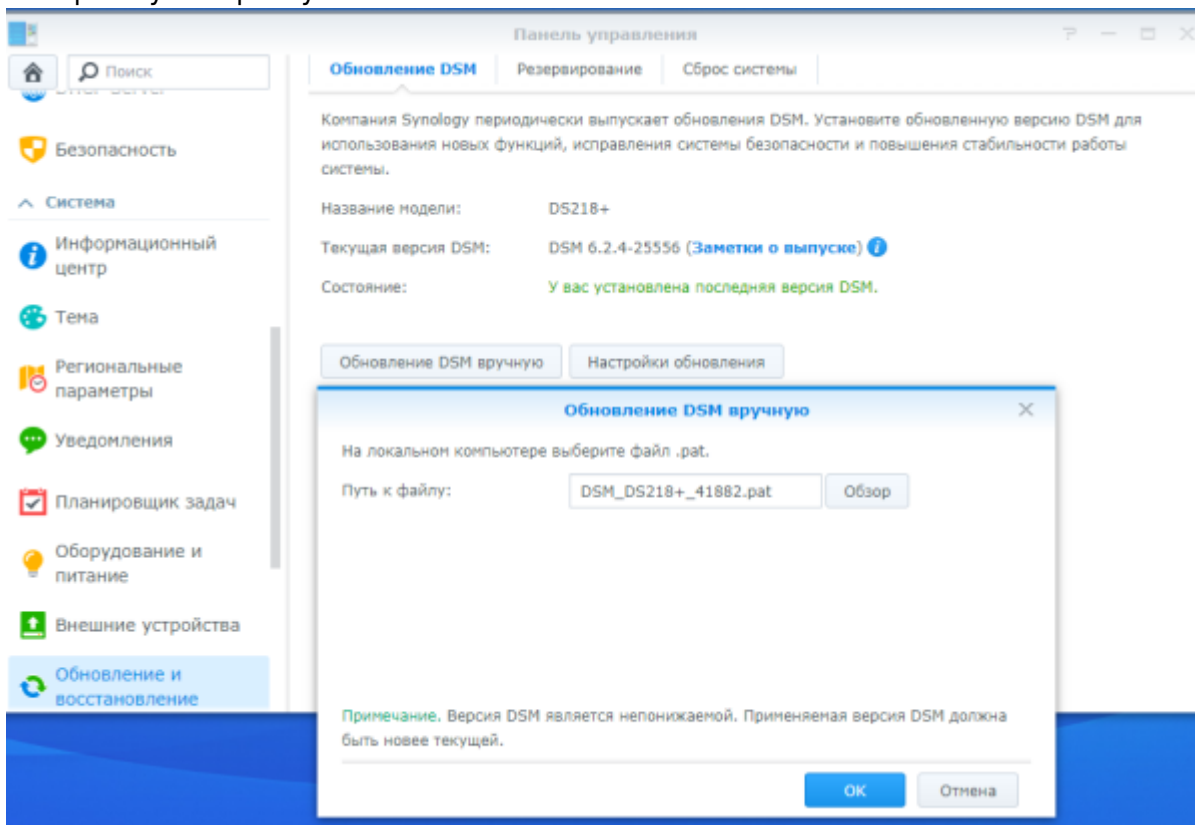 Панель управления
Поиск
Обновление DSM
Резервирование
Сброс системы
Компания Synology периодически выпускает обновления DSM. Установите обновленную версию DSM для
использования новых функций, исправления системы безопасности и повышения стабильности работы
системы.
Безопасность
Система
Название модели: DS218+
Информационный
центр
Текущая версия DSM: DSM 6.2.4-25556 (Заметки о выпуске)
Состояние: У вас установлена последняя версия DSM.
Тема
Региональные
параметры
Обновление DSM вручную
Настройки обновления
Уведомления
Планировщик задач
Оборудование и
питание
Внешние устройства
Обновление и
восстановление
Обновление DSM вручную
На локальном компьютере выберите файл .pat.
Путь к файлу: DSM_DS218+_41882.pat Обзор
Примечание. Версия DSM является непонижаемой. Применяемая версия DSM должна
быть новее текущей.
ОК
Отмена